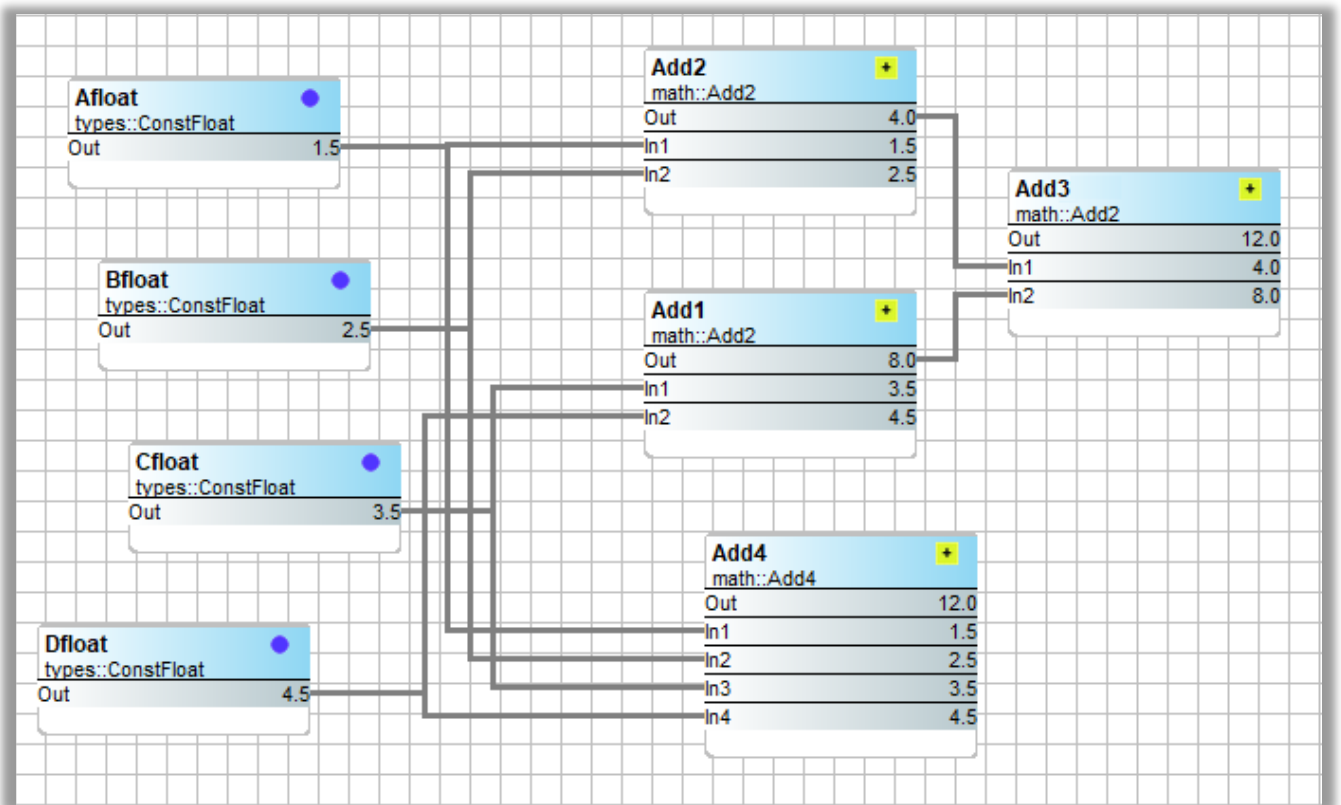 Afloat
types::ConstFloat
Out 1.5
Bfloat
types::ConstFloat
Out 2.5
Cfloat
types::ConstFloat
Out 3.5
Dfloat
types::ConstFloat
Out 4.5
Add2 +
math::Add2
Out 4.0
In1 1.5
In2 2.5
Add1 +
math::Add2
Out 8.0
In1 3.5
In2 4.5
Add4 +
math::Add4
Out 12.0
In1 1.5
In2 2.5
In3 3.5
In4 4.5
Add3 +
math::Add2
Out 12.0
In1 4.0
In2 8.0